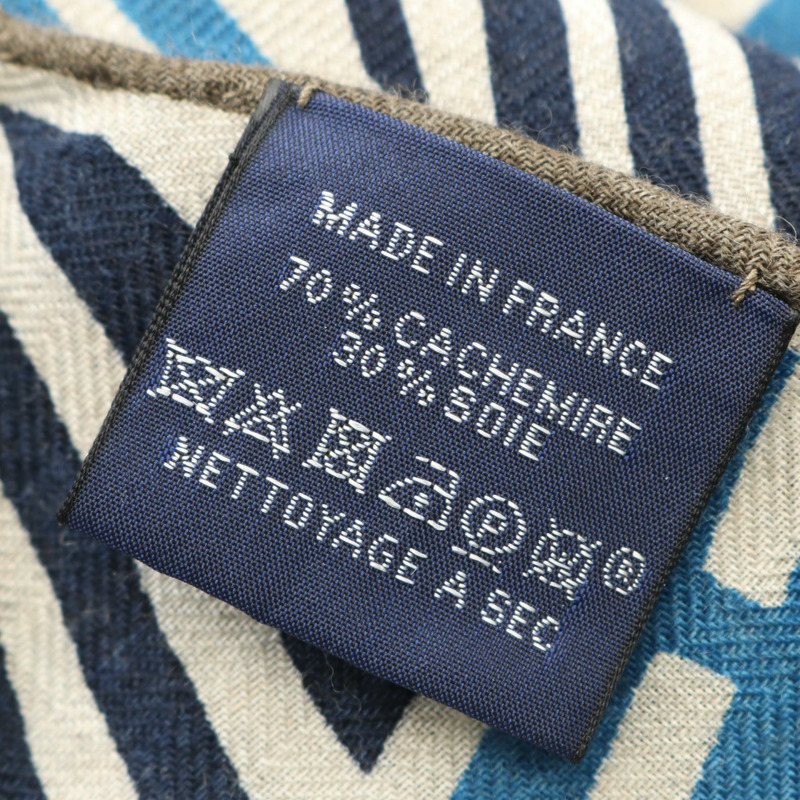 MADE IN FRANCE
70 % CACHEMIRE
30 % SOIE
P W ®
NETTOYAGE A SEC